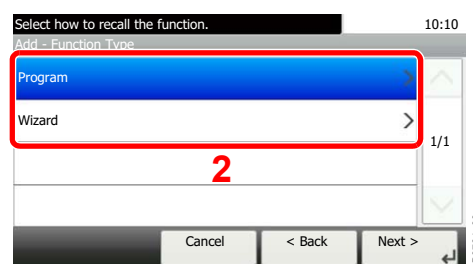 Select how to recall the function.
10:10
Add - Function Type
Program
Wizard
1/1
2
Cancel
< Back
Next >